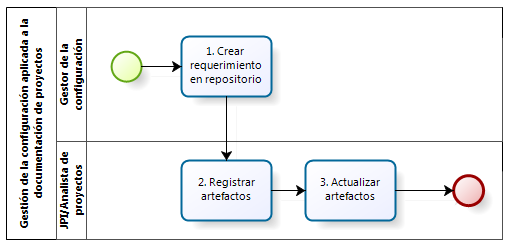 Gestión de la configuración aplicada a la
documentación de proyectos
Gestor de la
configuración
1. Crear
requerimiento
en repositorio
JPI/Analista de
proyectos
2. Registrar
artefactos
3. Actualizar
artefactos